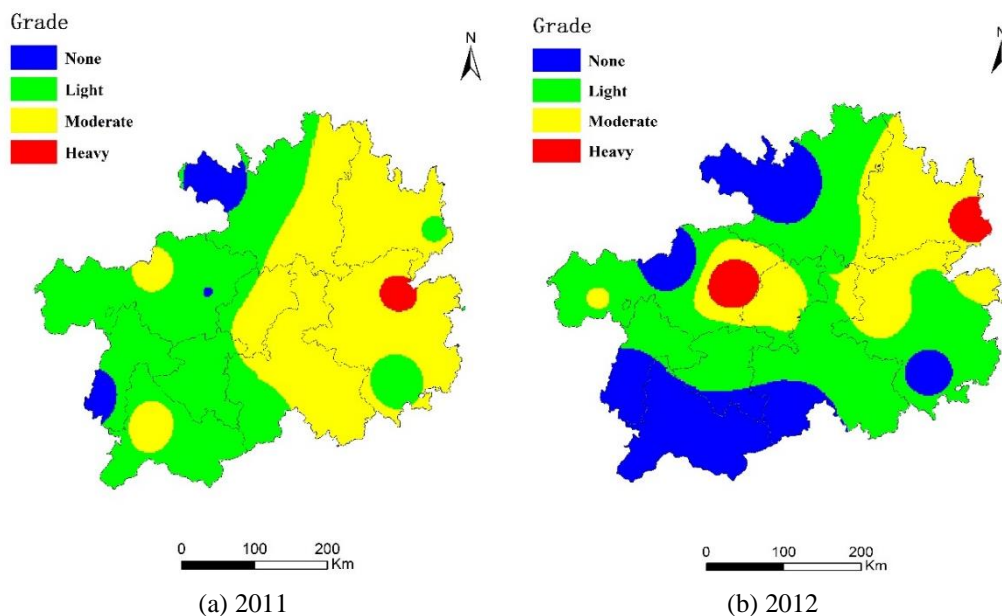 Grade
None
Light
Moderate
Heavy
N
0 100 200
Km
(a) 2011
Grade
None
Light
Moderate
Heavy
N
0 100 200
Km
(b) 2012